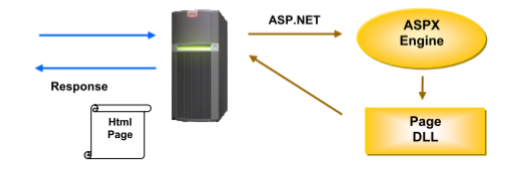 ASP.NET
ASPX
Engine
Response
Html
Page
Page
DLL